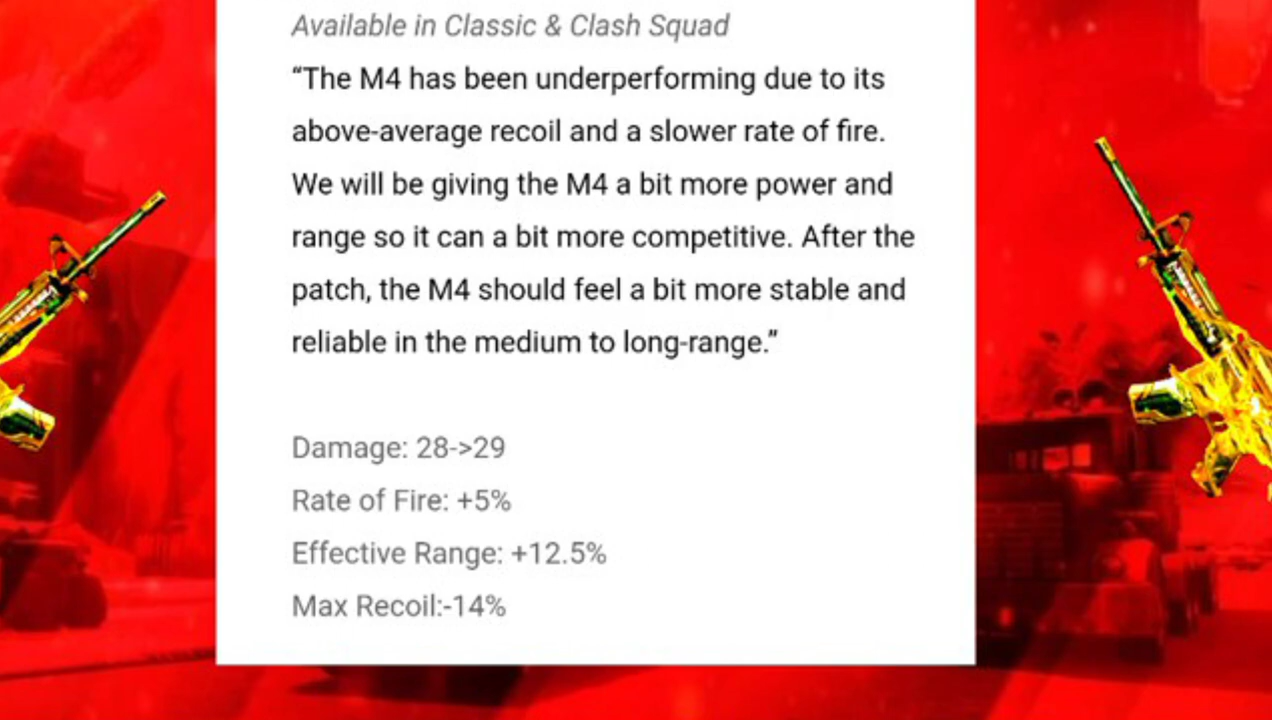 Available in Classic & Clash Squad
“The M4 has been underperforming due to its
above-average recoil and a slower rate of fire.
We will be giving the M4 a bit more power and
range so it can a bit more competitive. After the
patch, the M4 should feel a bit more stable and
reliable in the medium to long-range.”
Damage: 28->29
Rate of Fire: +5%
Effective Range: +12.5%
Max Recoil:-14%